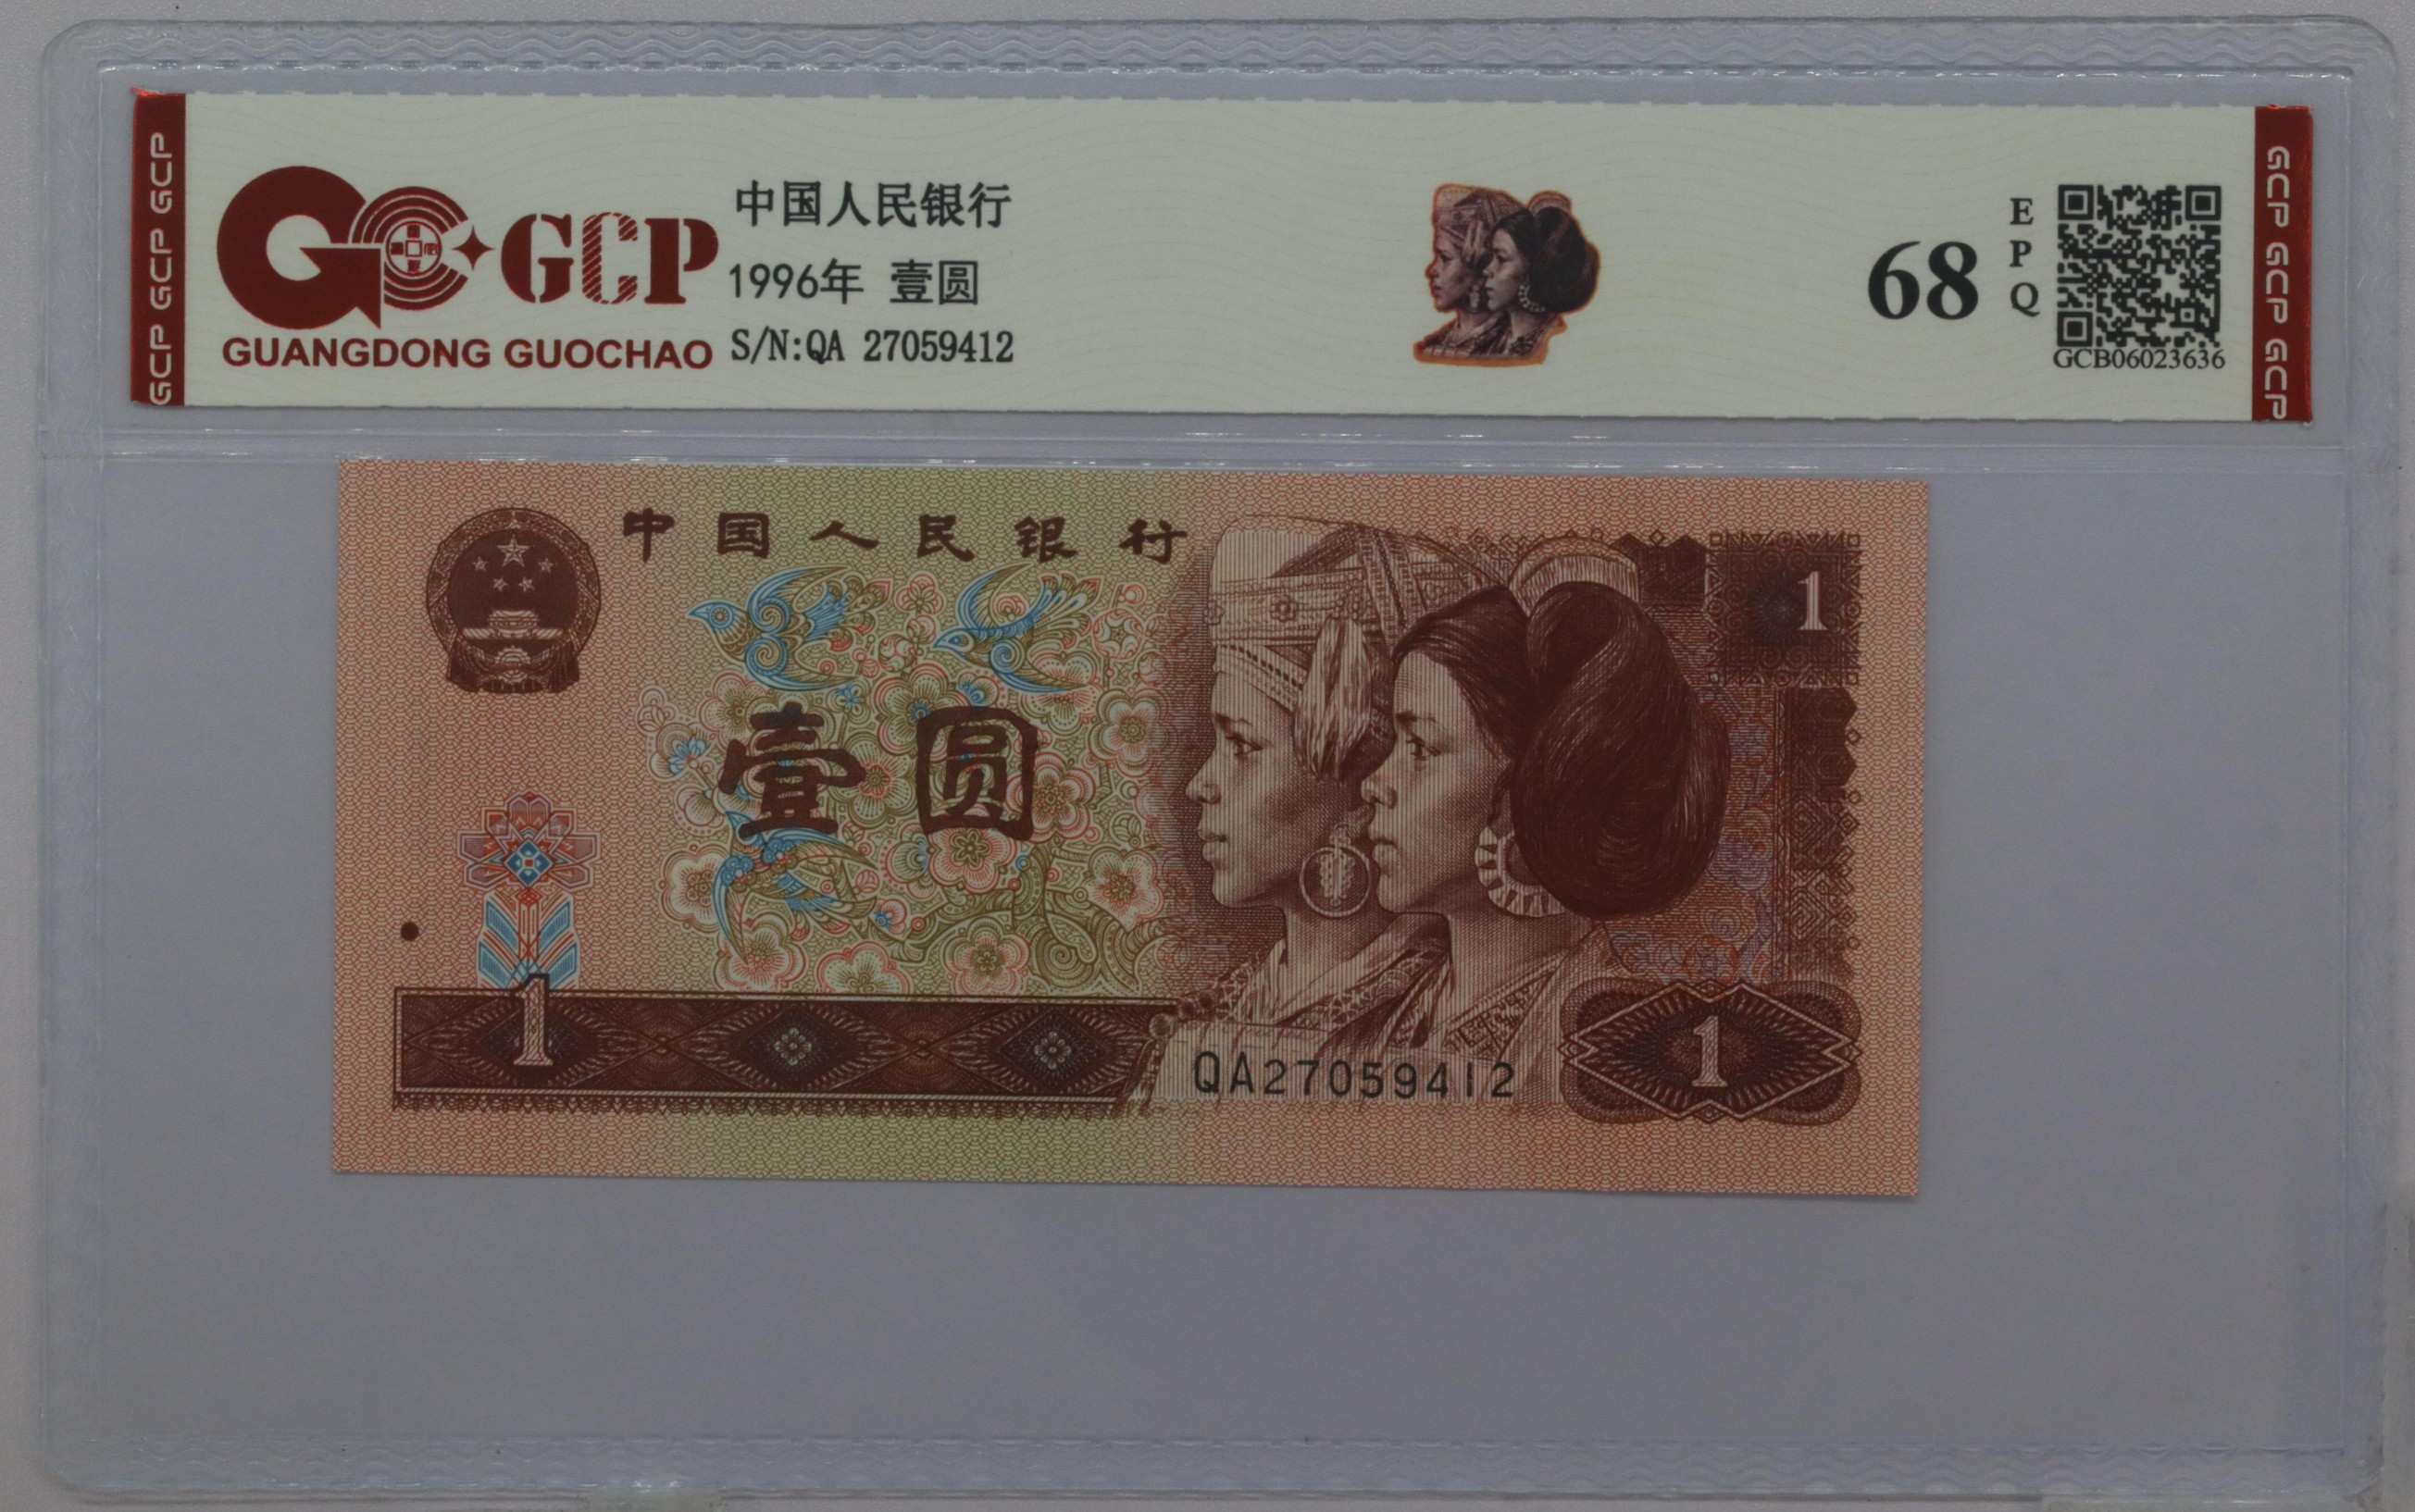 GCP GCP GCP
GCP
GUANGDONG GUOCHAO
中国人民银行
1996年 壹圆
S/N:QA 27059412
68
E
P
Q
GCB06023636
GCP GCP GCP
中国人民银行
1
壹圆
1
QA27059412
1